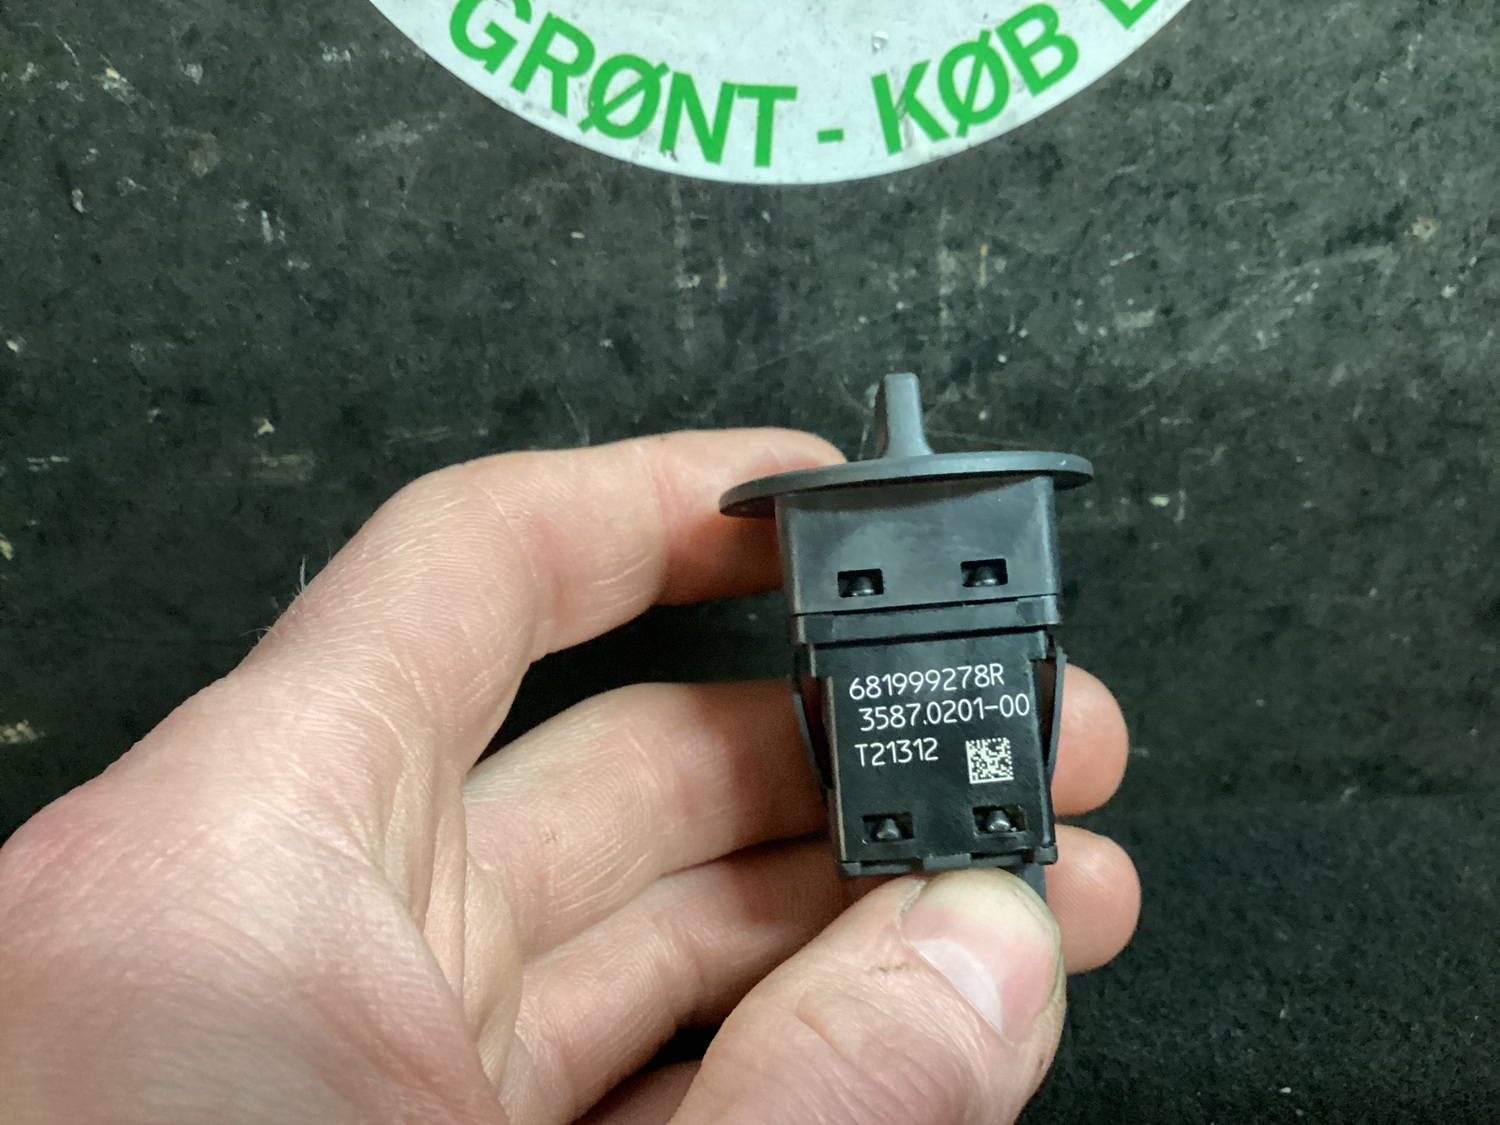 GRØNT - KØB
681999278R
3587.0201-00
T21312